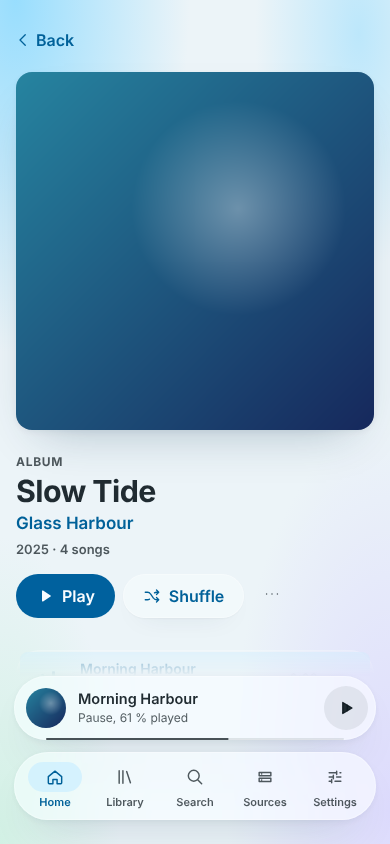 Back
ALBUM
Slow Tide
Glass Harbour
2025 · 4 songs
Play
Shuffle
···
Morning Harbour
Morning Harbour
Pause, 61 % played
Home
Library
Search
Sources
Settings